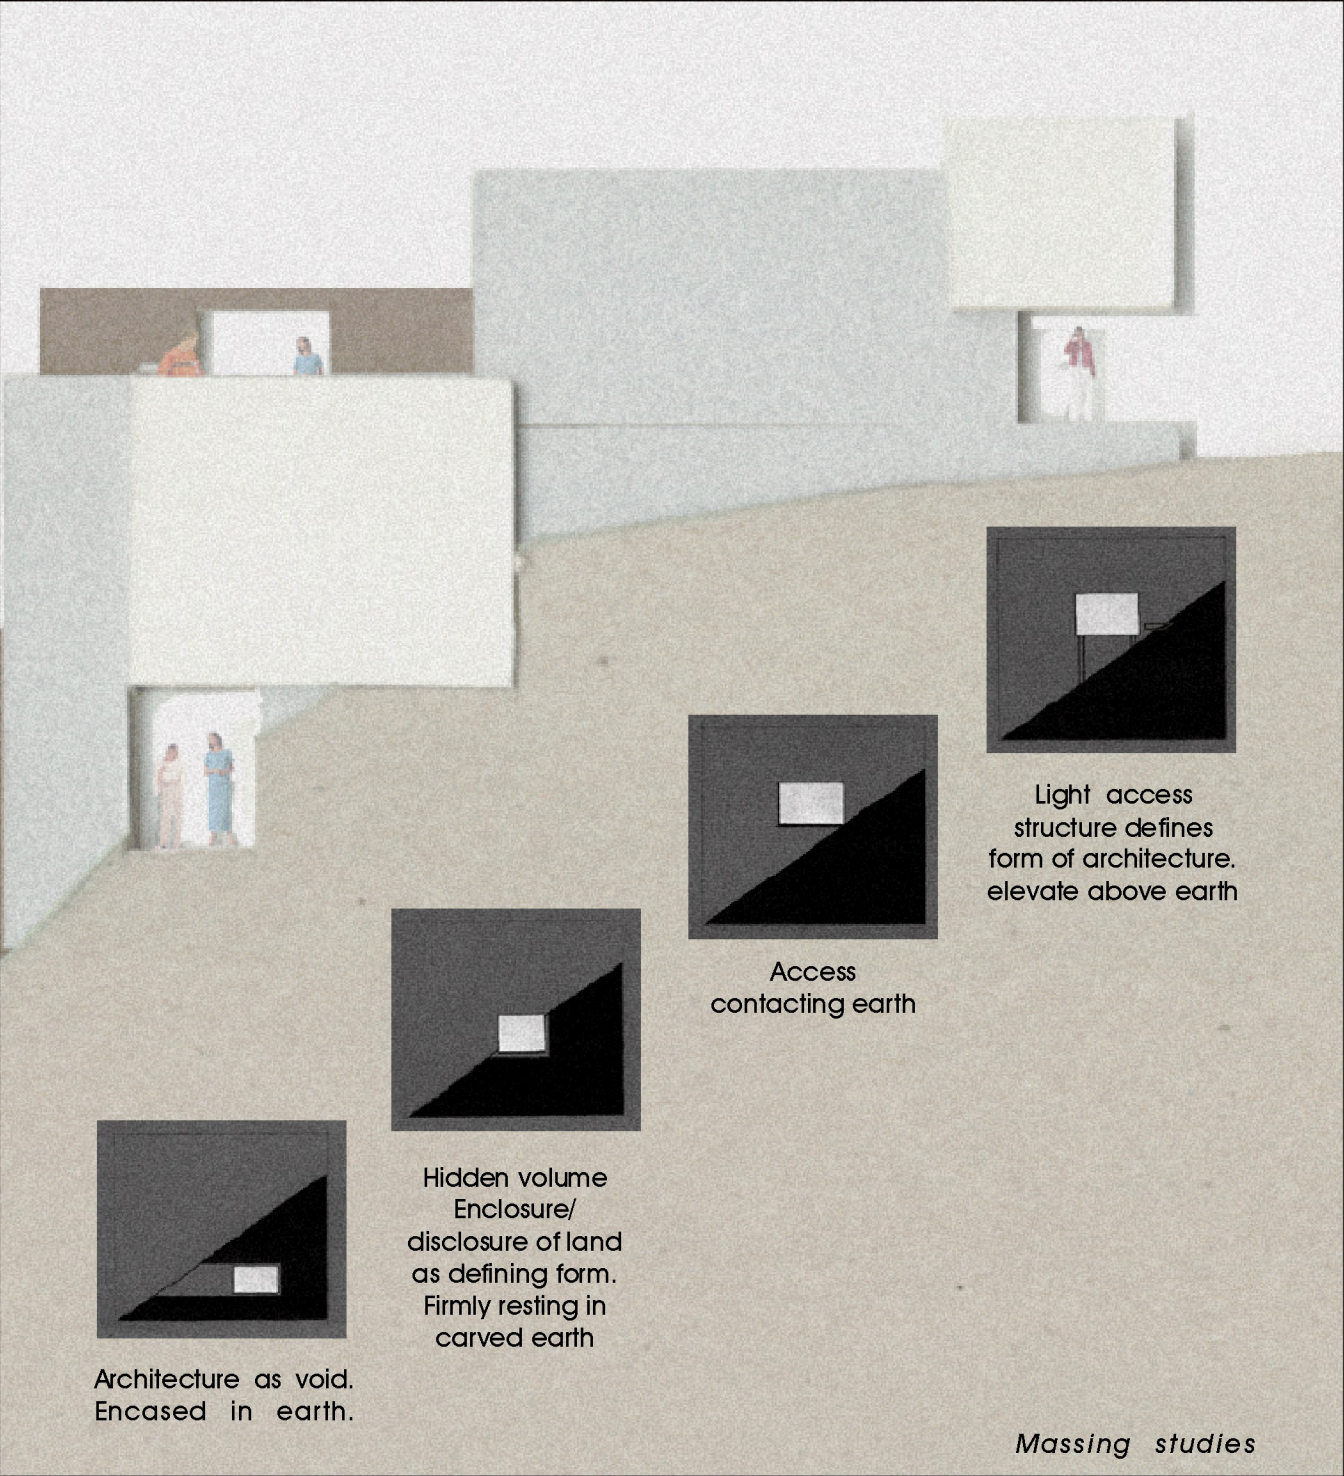 Light access
structure defines
form of architecture.
elevate above earth
Access
contacting earth
Hidden volume
Enclosure/
disclosure of land
as defining form.
Firmly resting in
carved earth
Architecture as void.
Encased in earth.
Massing studies